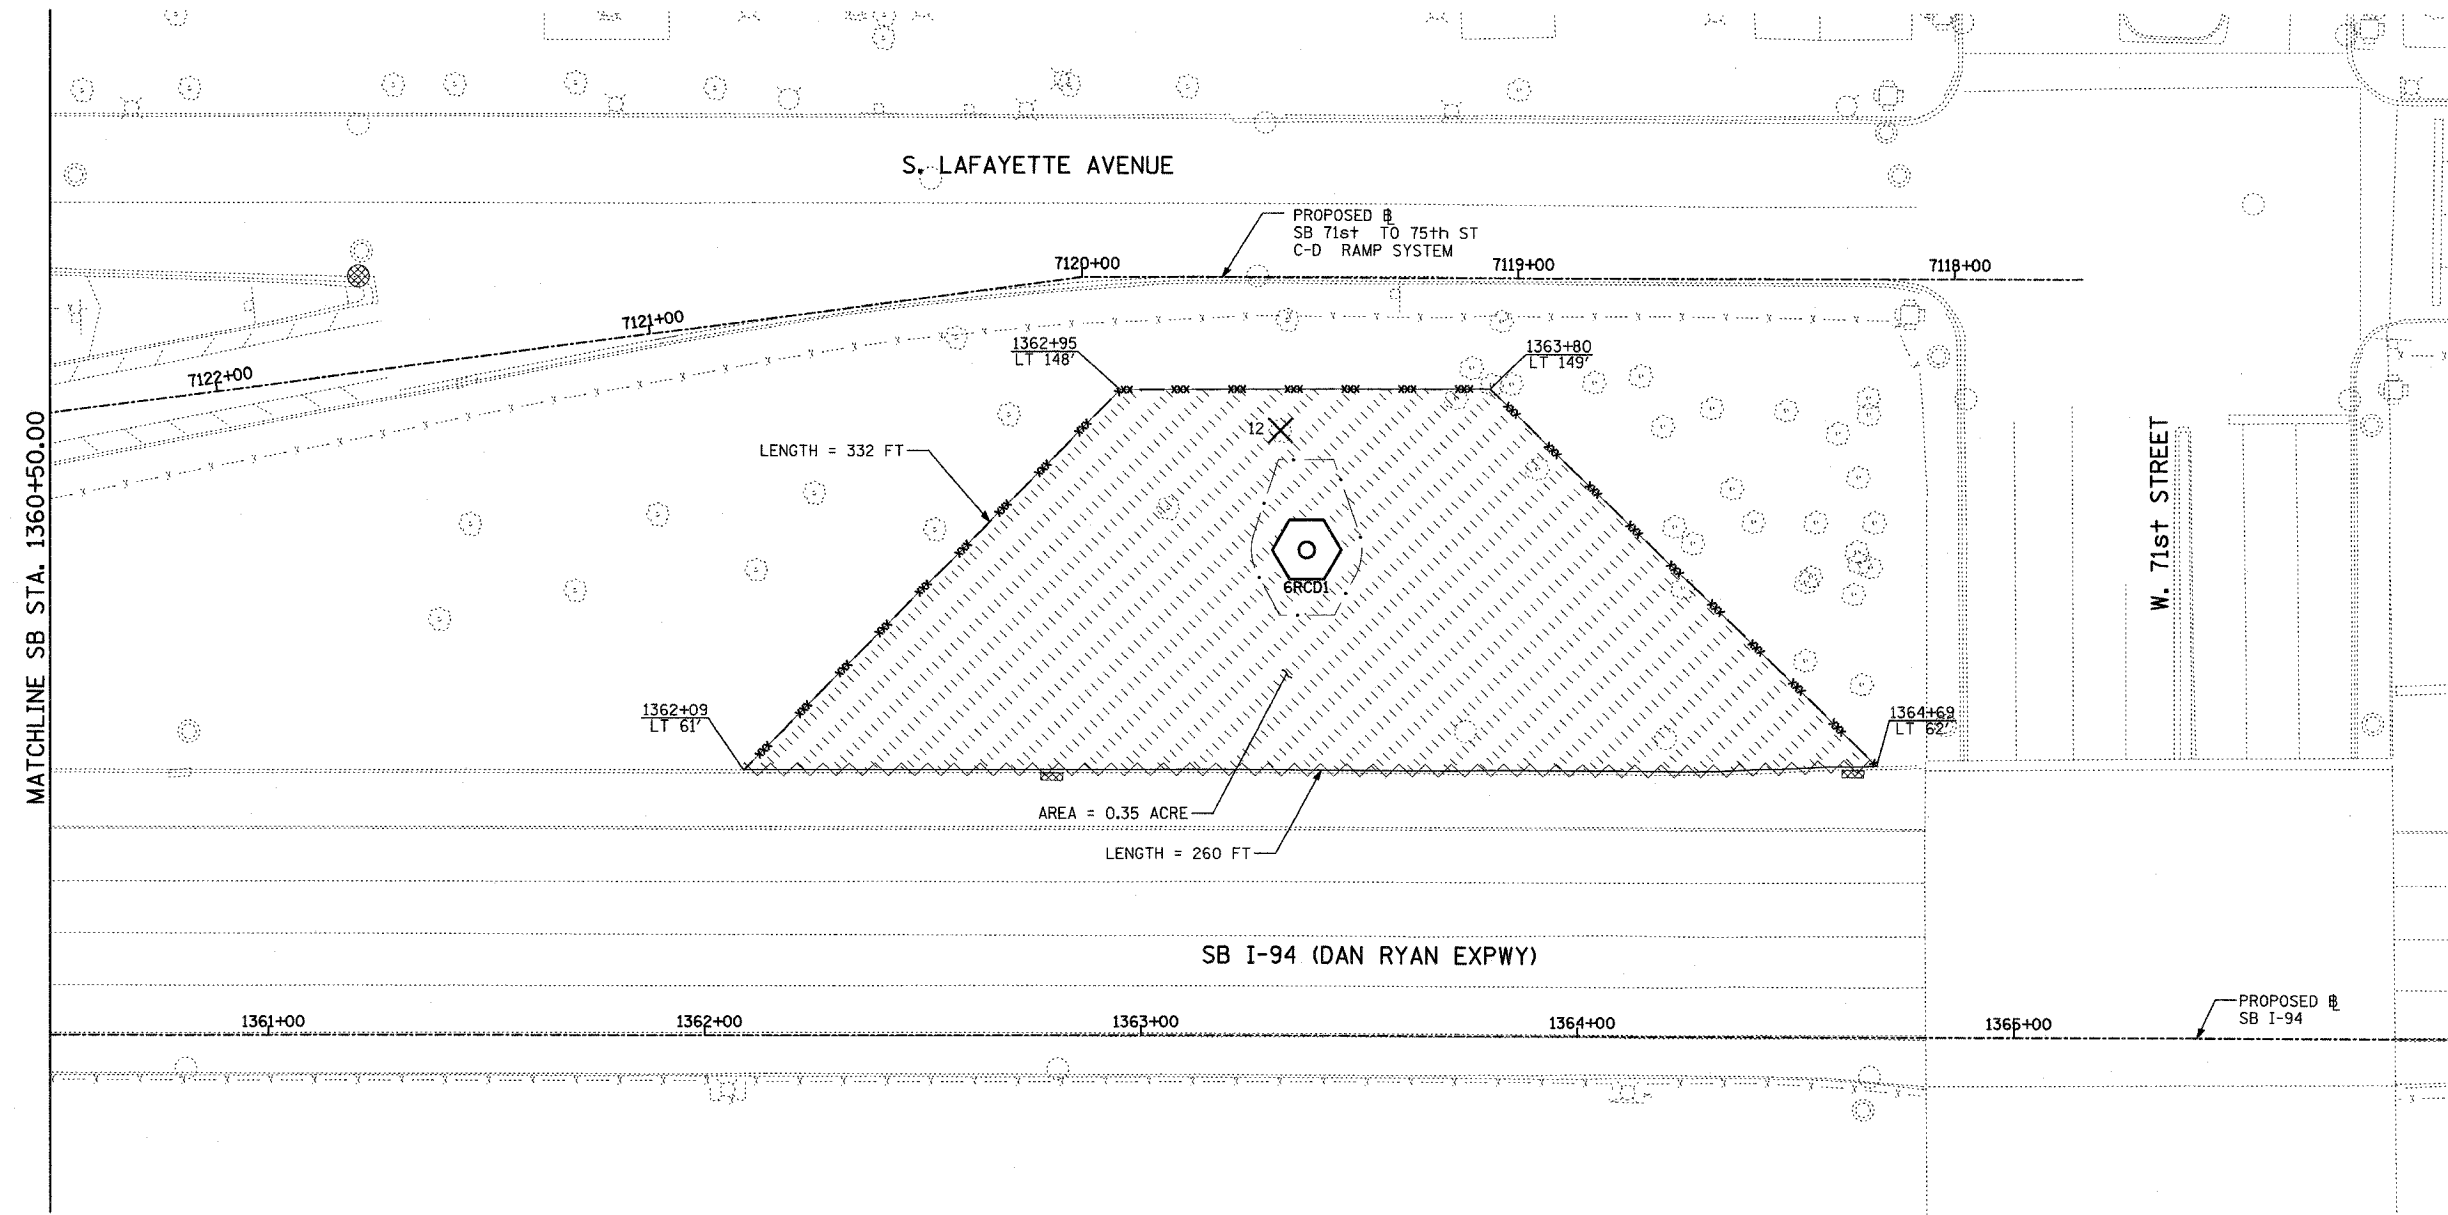 S. LAFAYETTE AVENUE
PROPOSED ℄
SB 71st TO 75th ST
C-D RAMP SYSTEM
7120+00
7119+00
7118+00
7121+00
7122+00
1362+95
LT 148'
1363+80
LT 149'
12
LENGTH = 332 FT
6RCD1
1362+09
LT 61'
1364+69
LT 62'
AREA = 0.35 ACRE
LENGTH = 260 FT
MATCHLINE SB STA. 1360+50.00
W. 71st STREET
SB I-94 (DAN RYAN EXPWY)
1361+00
1362+00
1363+00
1364+00
1365+00
PROPOSED ℄
SB I-94